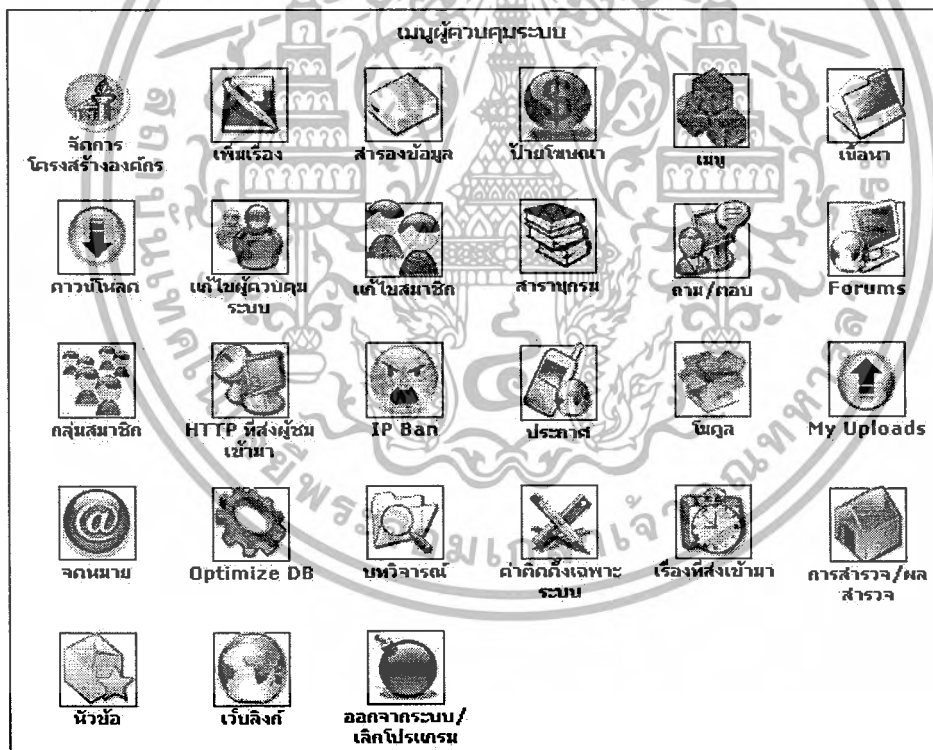 เมนูผู้ควบคุมระบบ
จัดการ
โครงสร้างองค์กร
เพิ่มเรื่อง
สำรองข้อมูล
ป้ายโฆษณา
เมนู
เนื้อหา
ดาวน์โหลด
แก้ไขผู้ควบคุม
ระบบ
แก้ไขสมาชิก
สารานุกรม
ถาม/ตอบ
Forums
กลุ่มสมาชิก
HTTP ที่ส่งผู้ชม
เข้ามา
IP Ban
ประกาศ
โมดูล
My Uploads
จดหมาย
Optimize DB
บทวิจารณ์
ค่าติดตั้งเฉพาะ
ระบบ
เรื่องที่ส่งเข้ามา
การสำรวจ/ผล
สำรวจ
หัวข้อ
เว็บลิงก์
ออกจากระบบ/
เลิกโปรแกรม